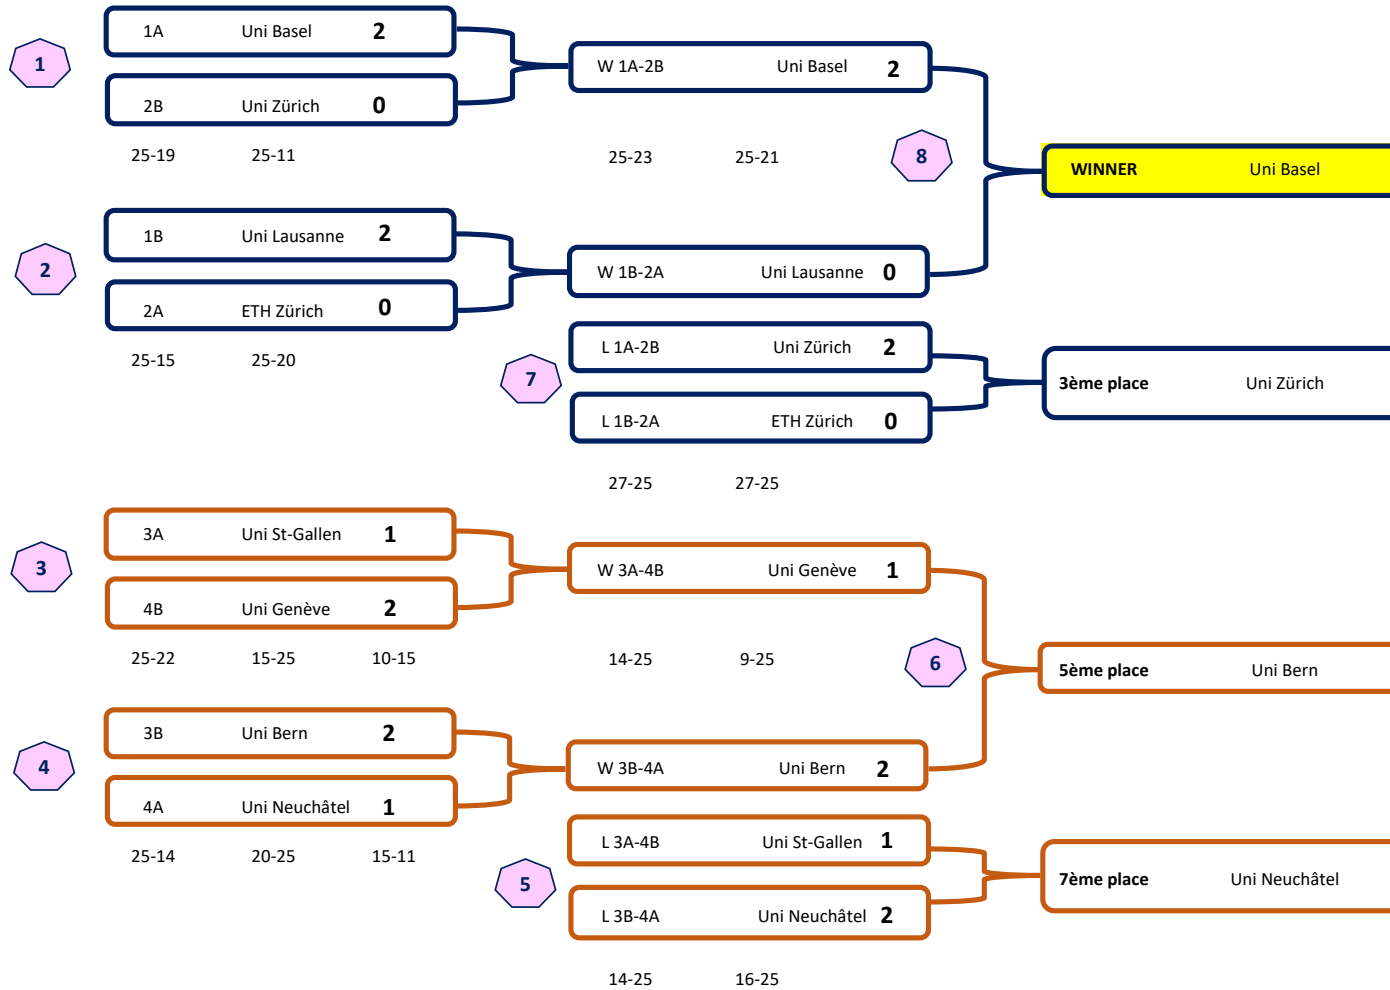 1A Uni Basel 2
W 1A-2B Uni Basel 2
1
2B Uni Zürich 0
25-19 25-11
25-23 25-21
8
WINNER Uni Basel
1B Uni Lausanne 2
2
W 1B-2A Uni Lausanne 0
2A ETH Zürich 0
25-15 25-20
L 1A-2B Uni Zürich 2
7
3ème place Uni Zürich
L 1B-2A ETH Zürich 0
27-25 27-25
3A Uni St-Gallen 1
3
W 3A-4B Uni Genève 1
4B Uni Genève 2
25-22 15-25 10-15
14-25 9-25
6
5ème place Uni Bern
3B Uni Bern 2
4
W 3B-4A Uni Bern 2
4A Uni Neuchâtel 1
25-14 20-25 15-11
L 3A-4B Uni St-Gallen 1
5
7ème place Uni Neuchâtel
L 3B-4A Uni Neuchâtel 2
14-25 16-25